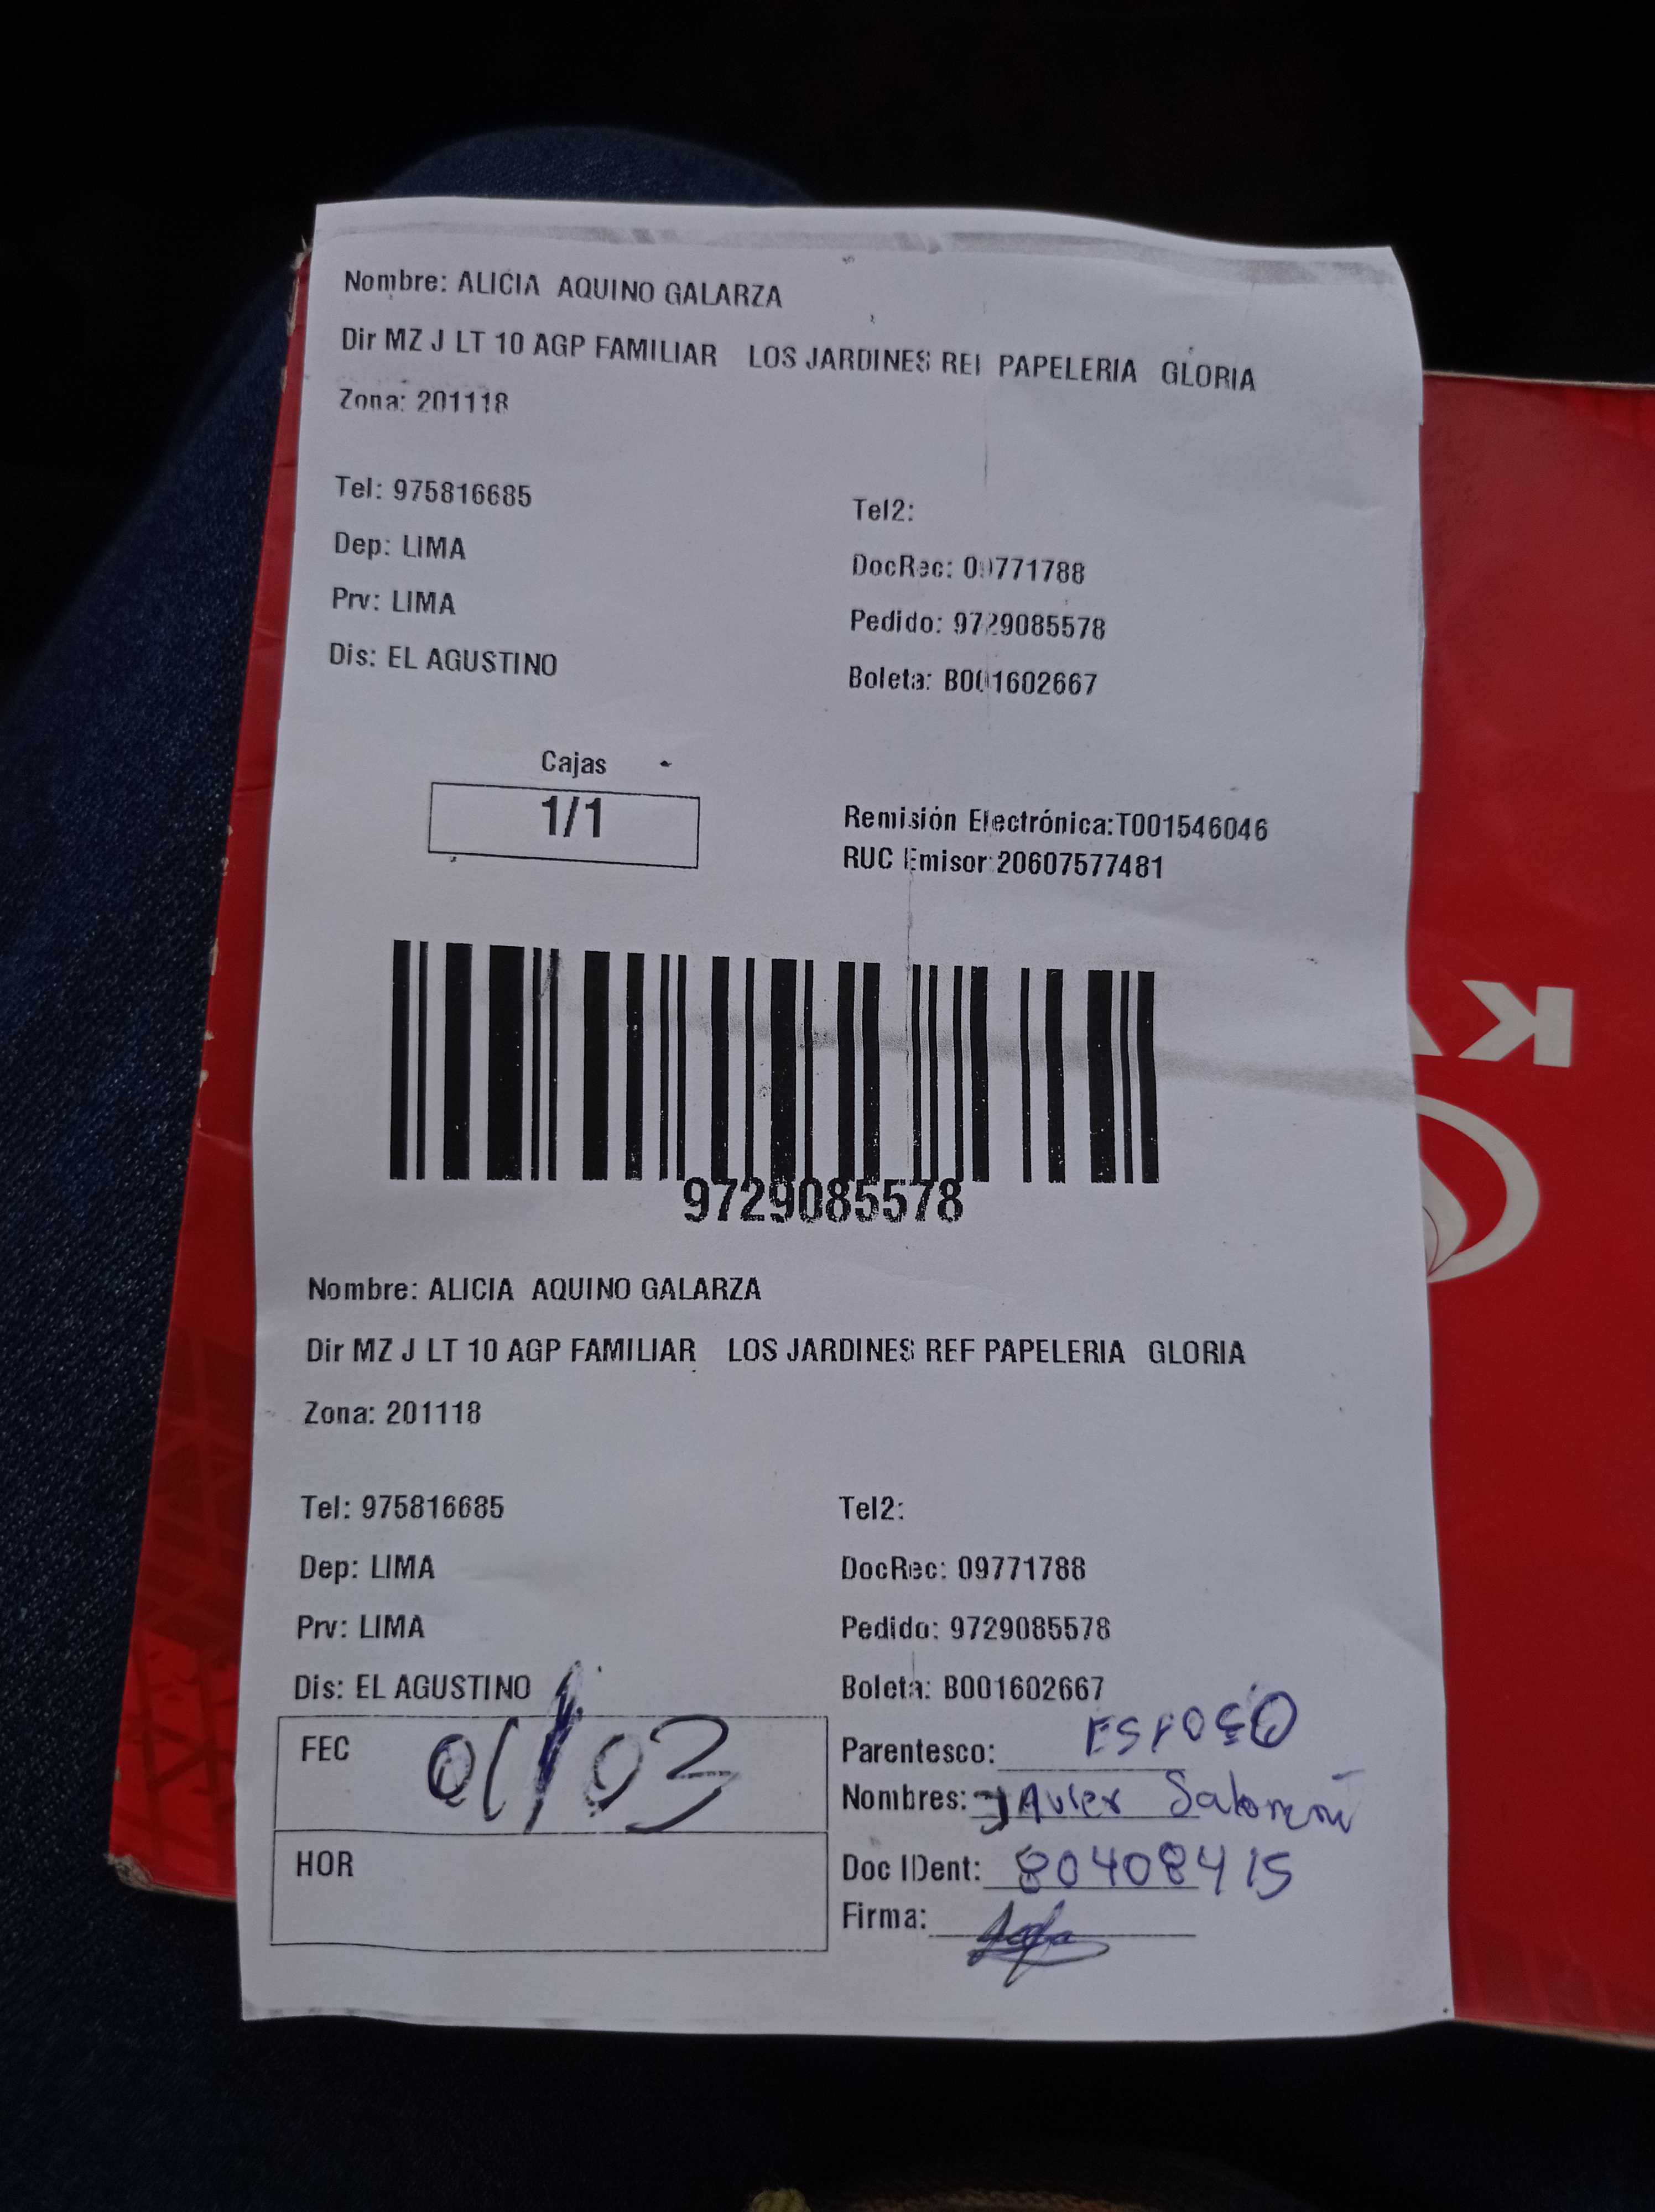 Nombre: ALICIA AQUINO GALARZA
Dir MZ J LT 10 AGP FAMILIAR LOS JARDINES REF PAPELERIA GLORIA
Zona: 201118
Tel: 975816685 Tel2:
Dep: LIMA DocRec: 09771788
Prv: LIMA Pedido: 9729085578
Dis: EL AGUSTINO Boleta: B001602667
Cajas
1/1
Remisión Electrónica:T001546046
RUC Emisor:20607577481
9729085578
Nombre: ALICIA AQUINO GALARZA
Dir MZ J LT 10 AGP FAMILIAR LOS JARDINES REF PAPELERIA GLORIA
Zona: 201118
Tel: 975816685 Tel2:
Dep: LIMA DocRec: 09771788
Prv: LIMA Pedido: 9729085578
Dis: EL AGUSTINO Boleta: B001602667
FEC 01/03 Parentesco: ESPOSO
Nombres: JAvier
HOR Doc IDent: 80408415
Firma: